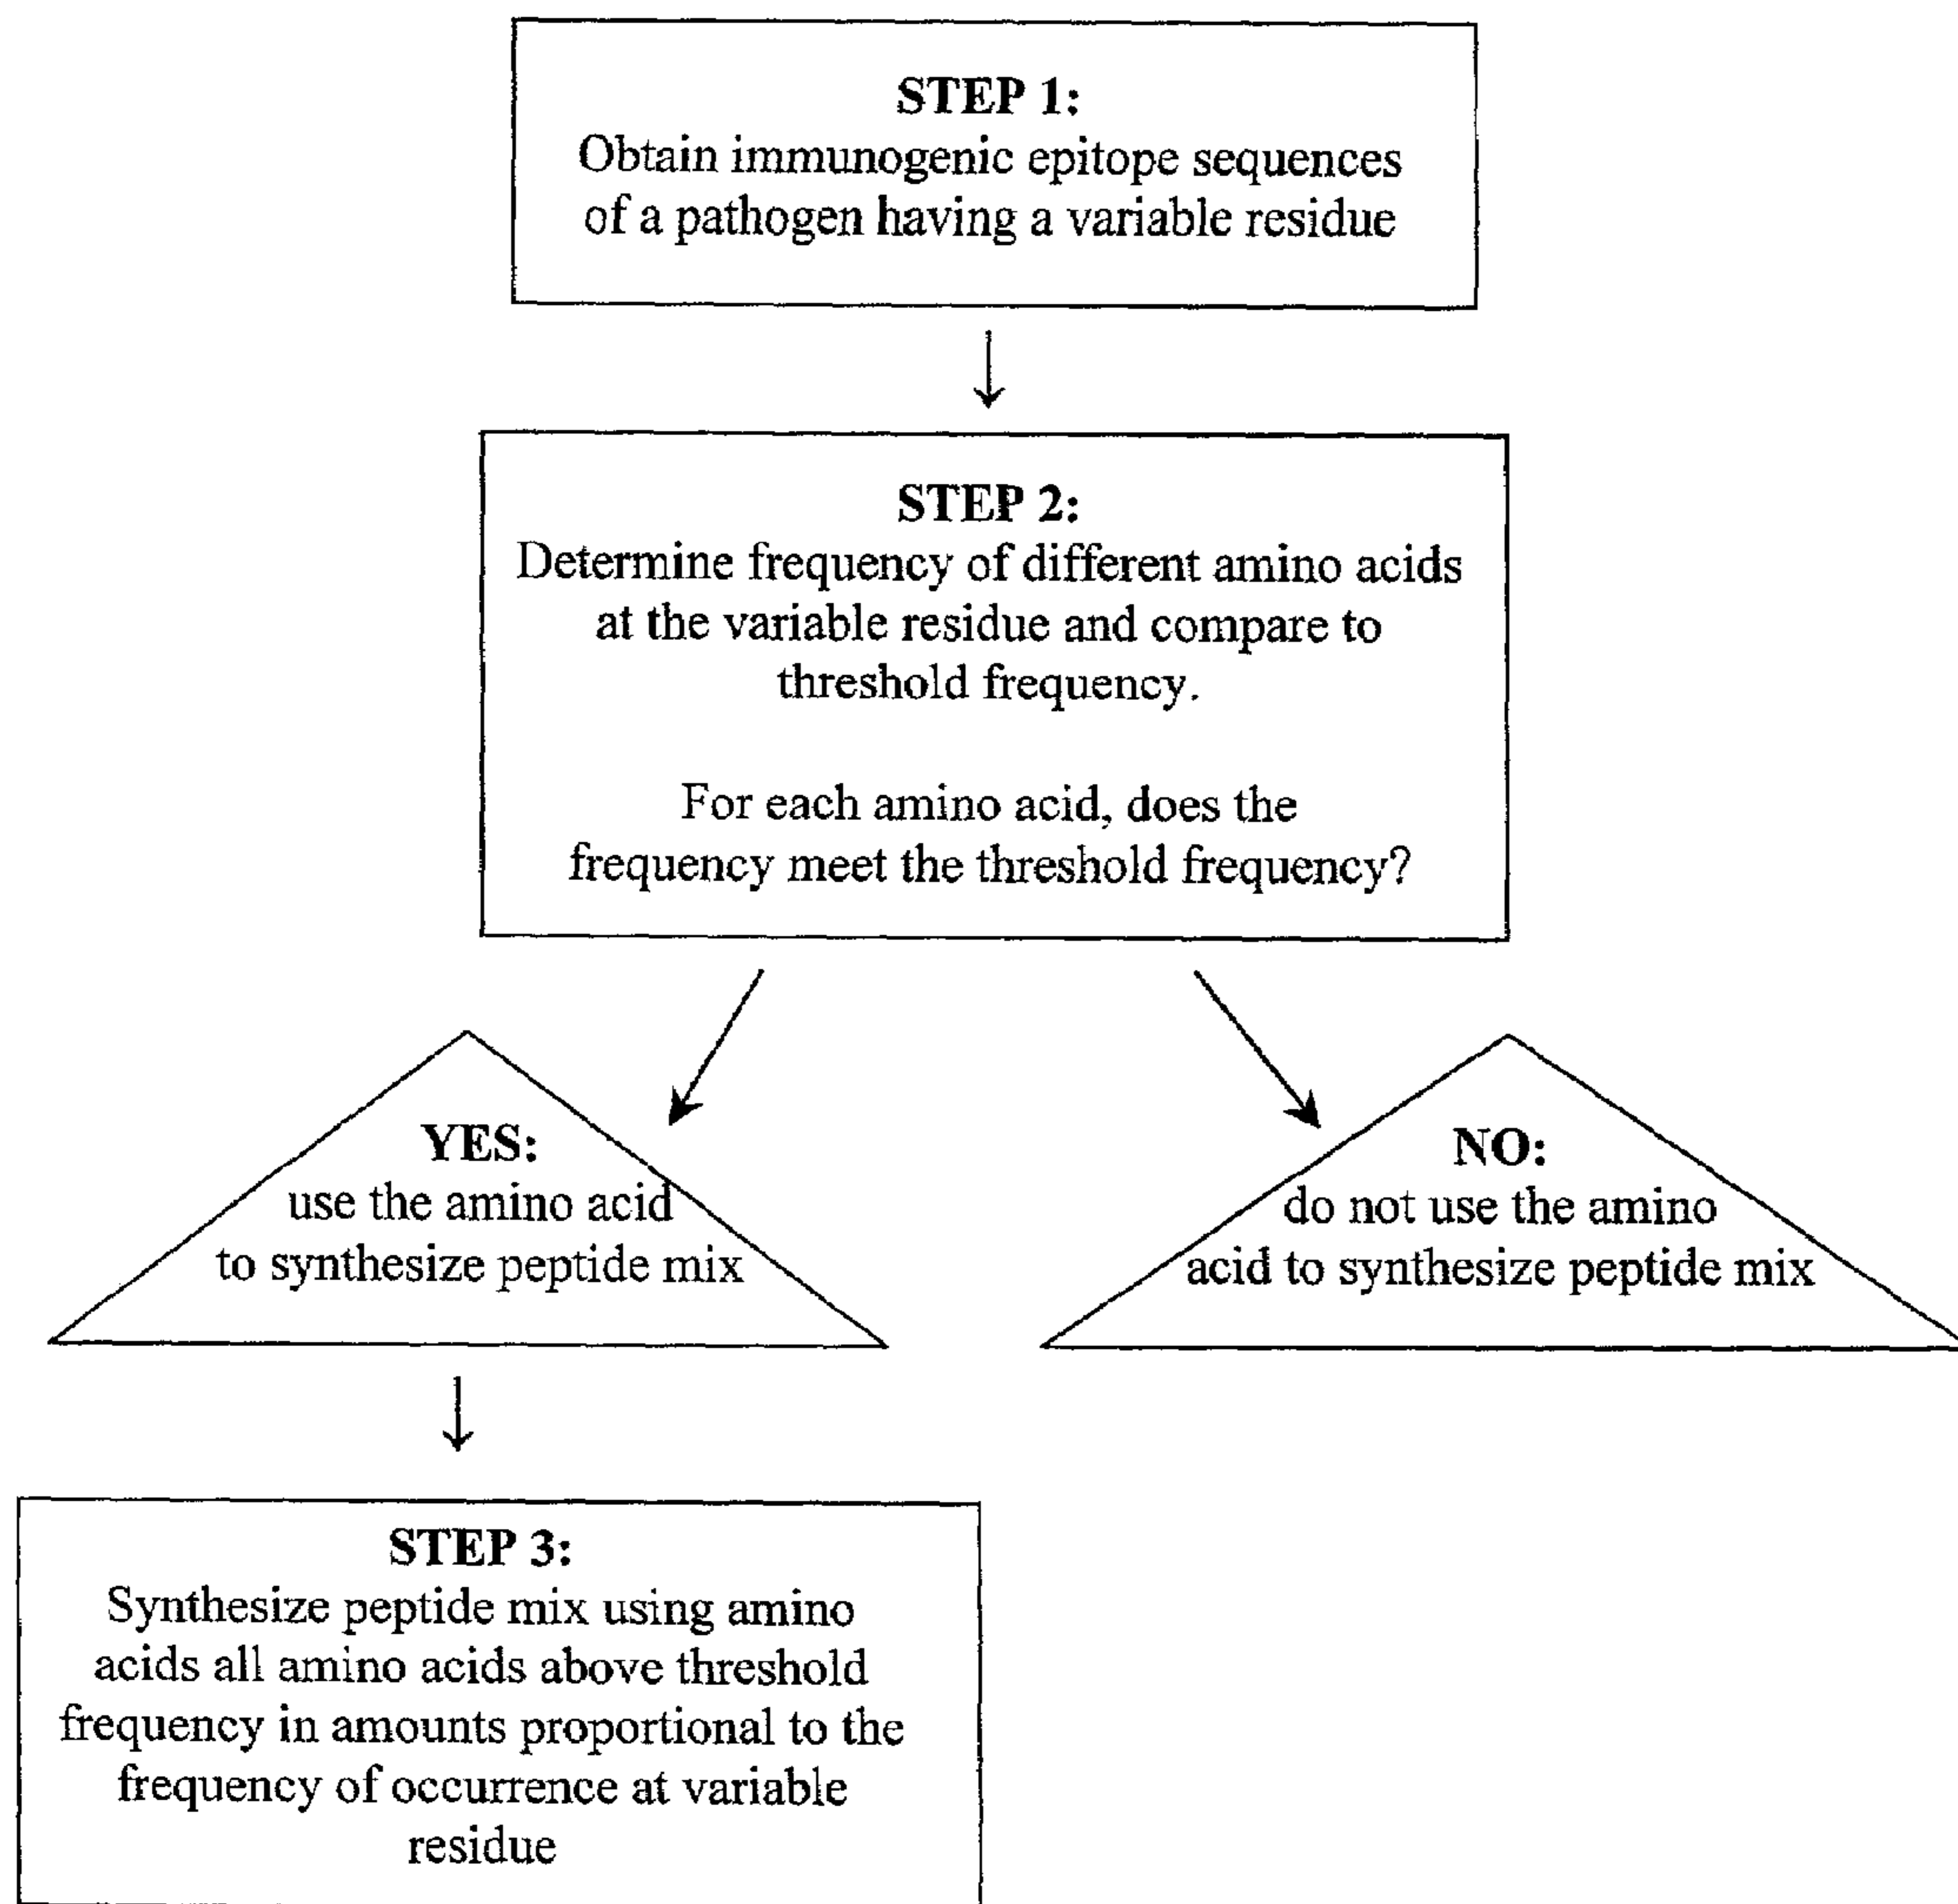 STEP 1:
Obtain immunogenic epitope sequences
of a pathogen having a variable residue
STEP 2:
Determine frequency of different amino acids
at the variable residue and compare to
threshold frequency.
For each amino acid, does the
frequency meet the threshold frequency?
YES:
use the amino acid
to synthesize peptide mix
NO:
do not use the amino
acid to synthesize peptide mix
STEP 3:
Synthesize peptide mix using amino
acids all amino acids above threshold
frequency in amounts proportional to the
frequency of occurrence at variable
residue